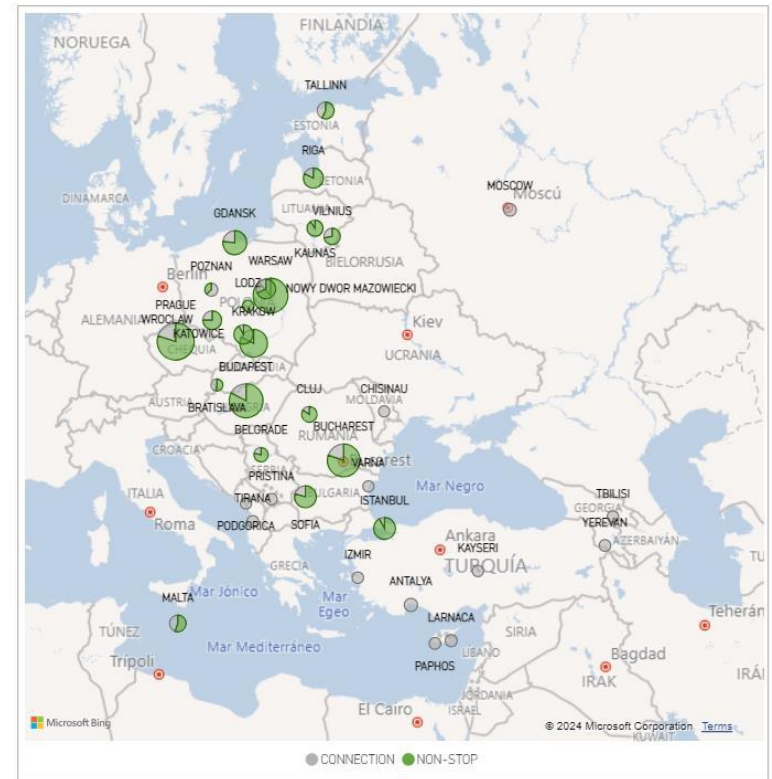 FINLANDIA
NORUEGA
TALLINN
ESTONIA
RIGA
LETONIA
MOSCOW
Moscú
DINAMARCA
LITUANIA
VILNIUS
GDANSK
KAUNAS
BIELORRUSIA
POZNAN
WARSAW
Berlín
LODZ
NOWY DWOR MAZOWIECKI
PRAGUE
POLONIA
ALEMANIA
WROCLAW
KRAKOW
KATOWICE
Kiev
CHEQUIA
UCRANIA
BUDAPEST
CLUJ
CHISINAU
MOLDAVIA
AUSTRIA
BRATISLAVA
BELGRADE
BUCHAREST
RUMANIA
CROACIA
VARNA
Bucarest
PRISTINA
SERBIA
Mar Negro
ITALIA
TIRANA
BULGARIA
ISTANBUL
TBILISI
GEORGIA
Roma
PODGORICA
SOFIA
YEREVAN
AZERBAIYÁN
Ankara
IZMIR
KAYSERI
GRECIA
TURQUÍA
ANTALYA
Mar Jónico
MALTA
Mar
Egeo
LARNACA
Teherán
TÚNEZ
Mar Mediterráneo
SIRIA
LÍBANO
PAPHOS
Bagdad
Trípoli
IRAK
JORDANIA
El Cairo
ISRAEL
Microsoft Bing
© 2024 Microsoft Corporation Terms
KUWAIT
CONNECTION NON-STOP